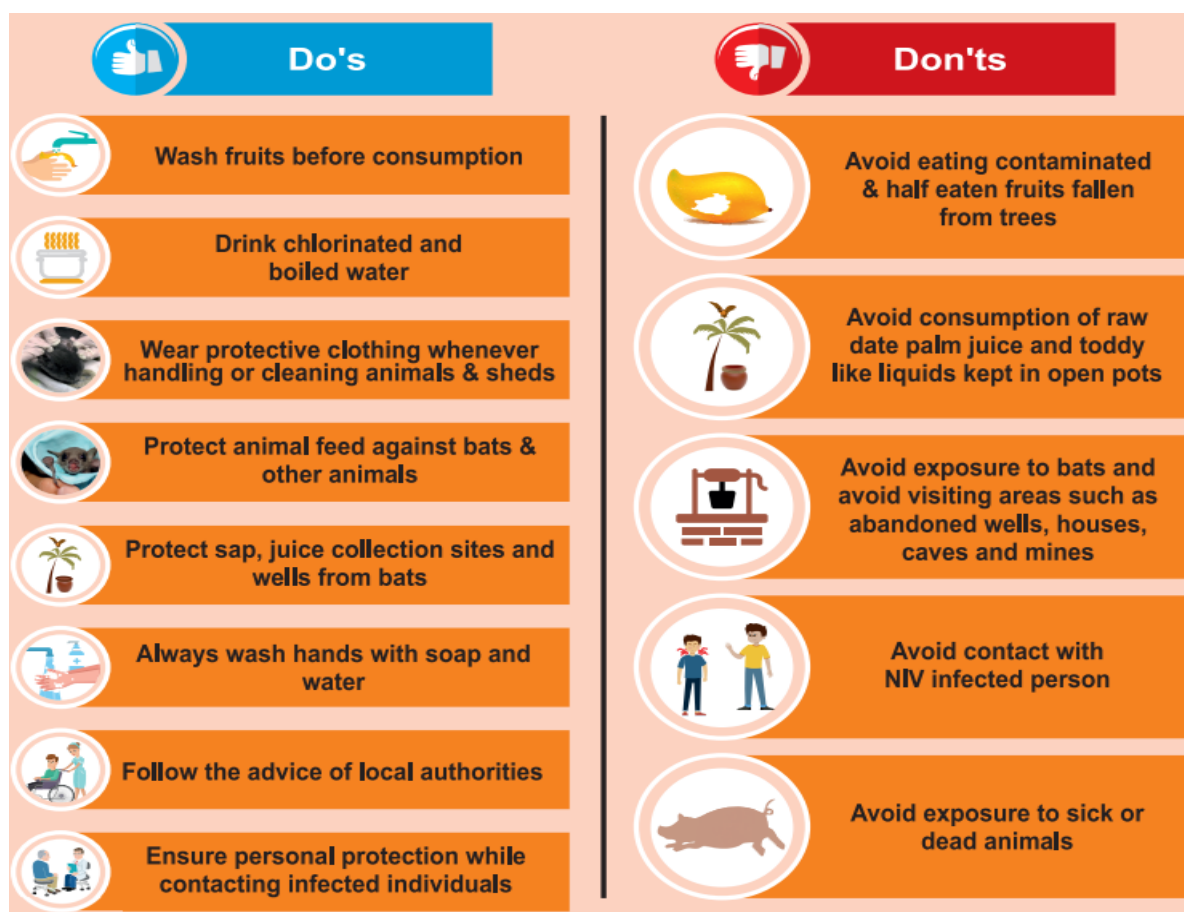 Do's
Wash fruits before consumption
Drink chlorinated and
boiled water
Wear protective clothing whenever
handling or cleaning animals & sheds
Protect animal feed against bats &
other animals
Protect sap, juice collection sites and
wells from bats
Always wash hands with soap and
water
Follow the advice of local authorities
Ensure personal protection while
contacting infected individuals
Don'ts
Avoid eating contaminated
& half eaten fruits fallen
from trees
Avoid consumption of raw
date palm juice and toddy
like liquids kept in open pots
Avoid exposure to bats and
avoid visiting areas such as
abandoned wells, houses,
caves and mines
Avoid contact with
NIV infected person
Avoid exposure to sick or
dead animals